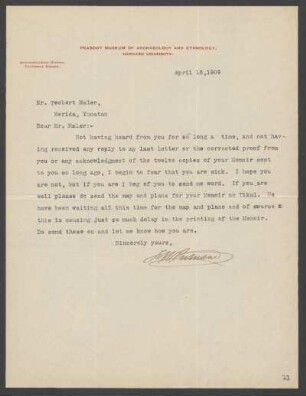 PEABODY MUSEUM OF ARCHAEOLOGY AND ETHNOLOGY,
HARVARD UNIVERSITY.
April 15,1909
Mr. Teobert Maler,
Merida, Yucatan
Dear Mr. Maler:-
Not having heard from you for so long a time, and not hav-
ing received any reply to my last letter or the corrected proof from
you or any acknowledgment of the twelve copies of your Memoir sent
to you so long ago, I begin to fear that you are sick. I hope you
are not, but if you are I beg of you to send me word. If you are
well please do send the map and plans for your Memoir on Tikal. We
have been waiting all this time for the map and plans and of course
this is causing just so much delay in the printing of the Memoir.
Do send these on and let me know how you are.
Sincerely yours,
F.W. Putnam